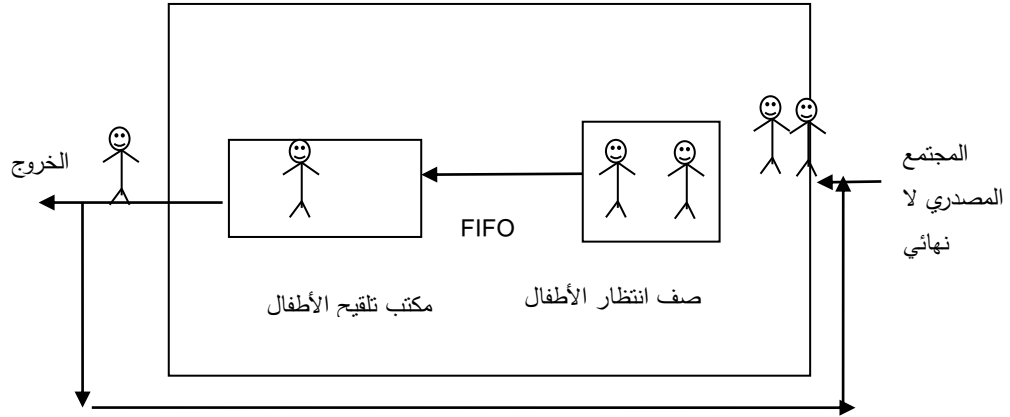 المجتمع
المصدري لا
نهائي
الخروج
FIFO
صف انتظار الأطفال
مكتب تلقيح الأطفال